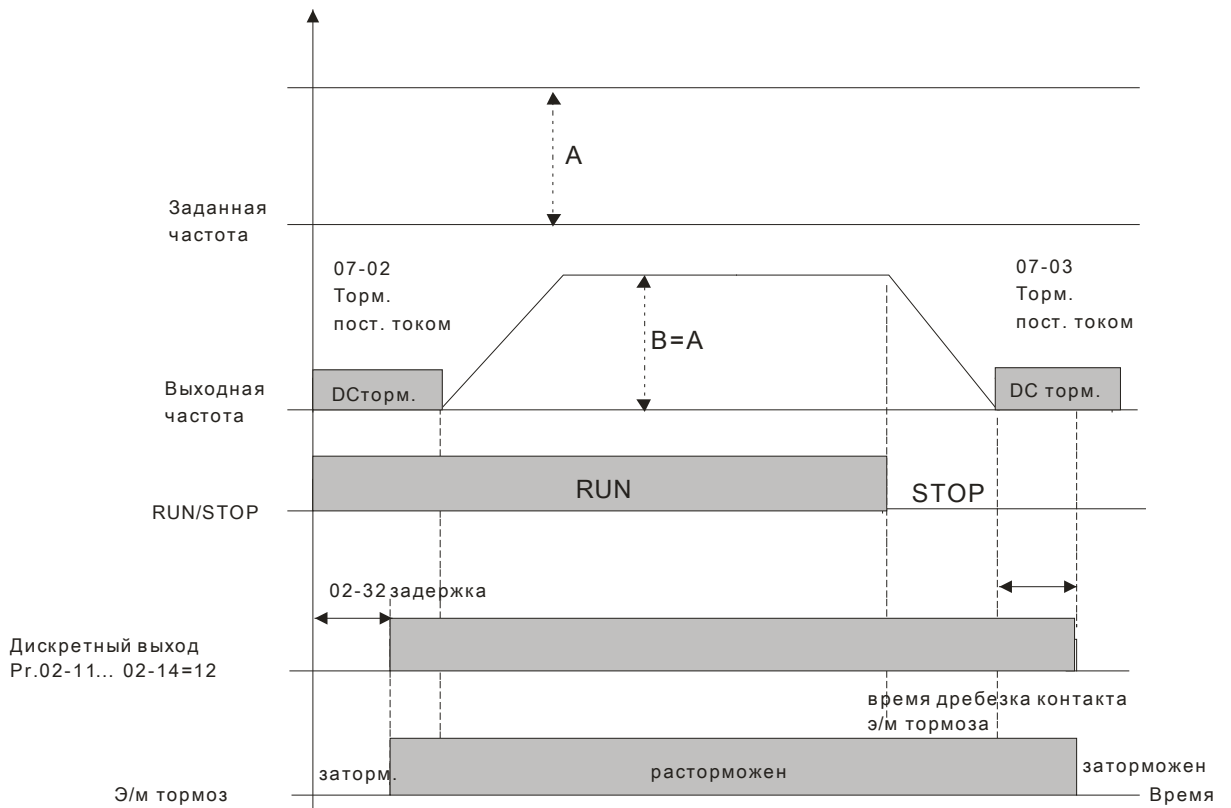 A
Заданная
частота
07-02
Торм.
пост. током
07-03
Торм.
пост. током
B=A
Выходная
частота
DCторм.
DC торм.
RUN
STOP
RUN/STOP
02-32 задержка
Дискретный выход
Pr.02-11... 02-14=12
время дребезка контакта
э/м тормоза
заторм.
расторможен
заторможен
Э/м тормоз
Время